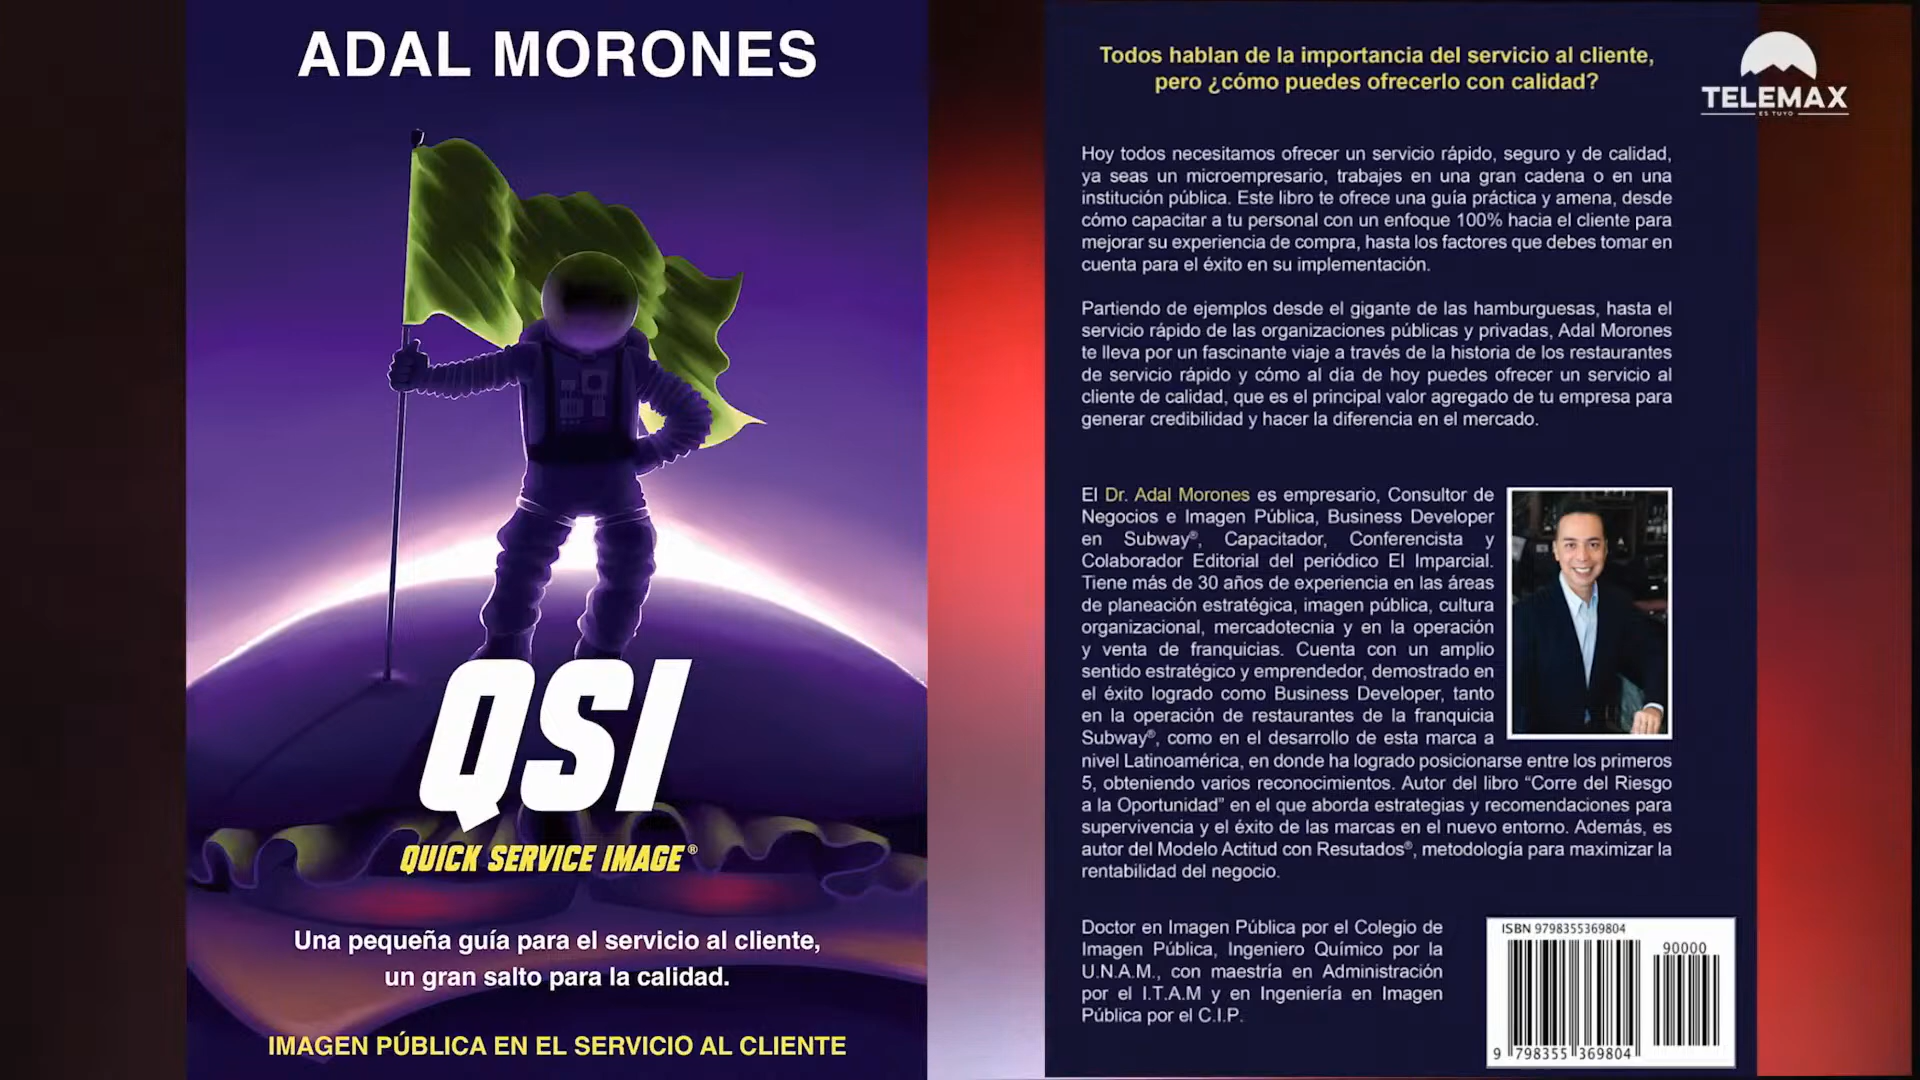 ADAL MORONES
QSI
QUICK SERVICE IMAGE®
Una pequeña guía para el servicio al cliente,
un gran salto para la calidad.
IMAGEN PÚBLICA EN EL SERVICIO AL CLIENTE
Todos hablan de la importancia del servicio al cliente,
pero ¿cómo puedes ofrecerlo con calidad?
Hoy todos necesitamos ofrecer un servicio rápido, seguro y de calidad,
ya seas un microempresario, trabajes en una gran cadena o en una
institución pública. Este libro te ofrece una guía práctica y amena, desde
cómo capacitar a tu personal con un enfoque 100% hacia el cliente para
mejorar su experiencia de compra, hasta los factores que debes tomar en
cuenta para el éxito en su implementación.
Partiendo de ejemplos desde el gigante de las hamburguesas, hasta el
servicio rápido de las organizaciones públicas y privadas, Adal Morones
te lleva por un fascinante viaje a través de la historia de los restaurantes
de servicio rápido y cómo al día de hoy puedes ofrecer un servicio al
cliente de calidad, que es el principal valor agregado de tu empresa para
generar credibilidad y hacer la diferencia en el mercado.
El Dr. Adal Morones es empresario, Consultor de
Negocios e Imagen Pública, Business Developer
en Subway®, Capacitador, Conferencista y
Colaborador Editorial del periódico El Imparcial.
Tiene más de 30 años de experiencia en las áreas
de planeación estratégica, imagen pública, cultura
organizacional, mercadotecnia y en la operación
y venta de franquicias. Cuenta con un amplio
sentido estratégico y emprendedor, demostrado en
el éxito logrado como Business Developer, tanto
en la operación de restaurantes de la franquicia
Subway®, como en el desarrollo de esta marca a
nivel Latinoamérica, en donde ha logrado posicionarse entre los primeros
5, obteniendo varios reconocimientos. Autor del libro “Corre del Riesgo
a la Oportunidad” en el que aborda estrategias y recomendaciones para
supervivencia y el éxito de las marcas en el nuevo entorno. Además, es
autor del Modelo Actitud con Resutados®, metodología para maximizar la
rentabilidad del negocio.
Doctor en Imagen Pública por el Colegio de
Imagen Pública, Ingeniero Químico por la
U.N.A.M., con maestría en Administración
por el I.T.A.M y en Ingeniería en Imagen
Pública por el C.I.P.
ISBN 9798355369804
90000
9 798355 369804
TELEMAX
ES TUYO